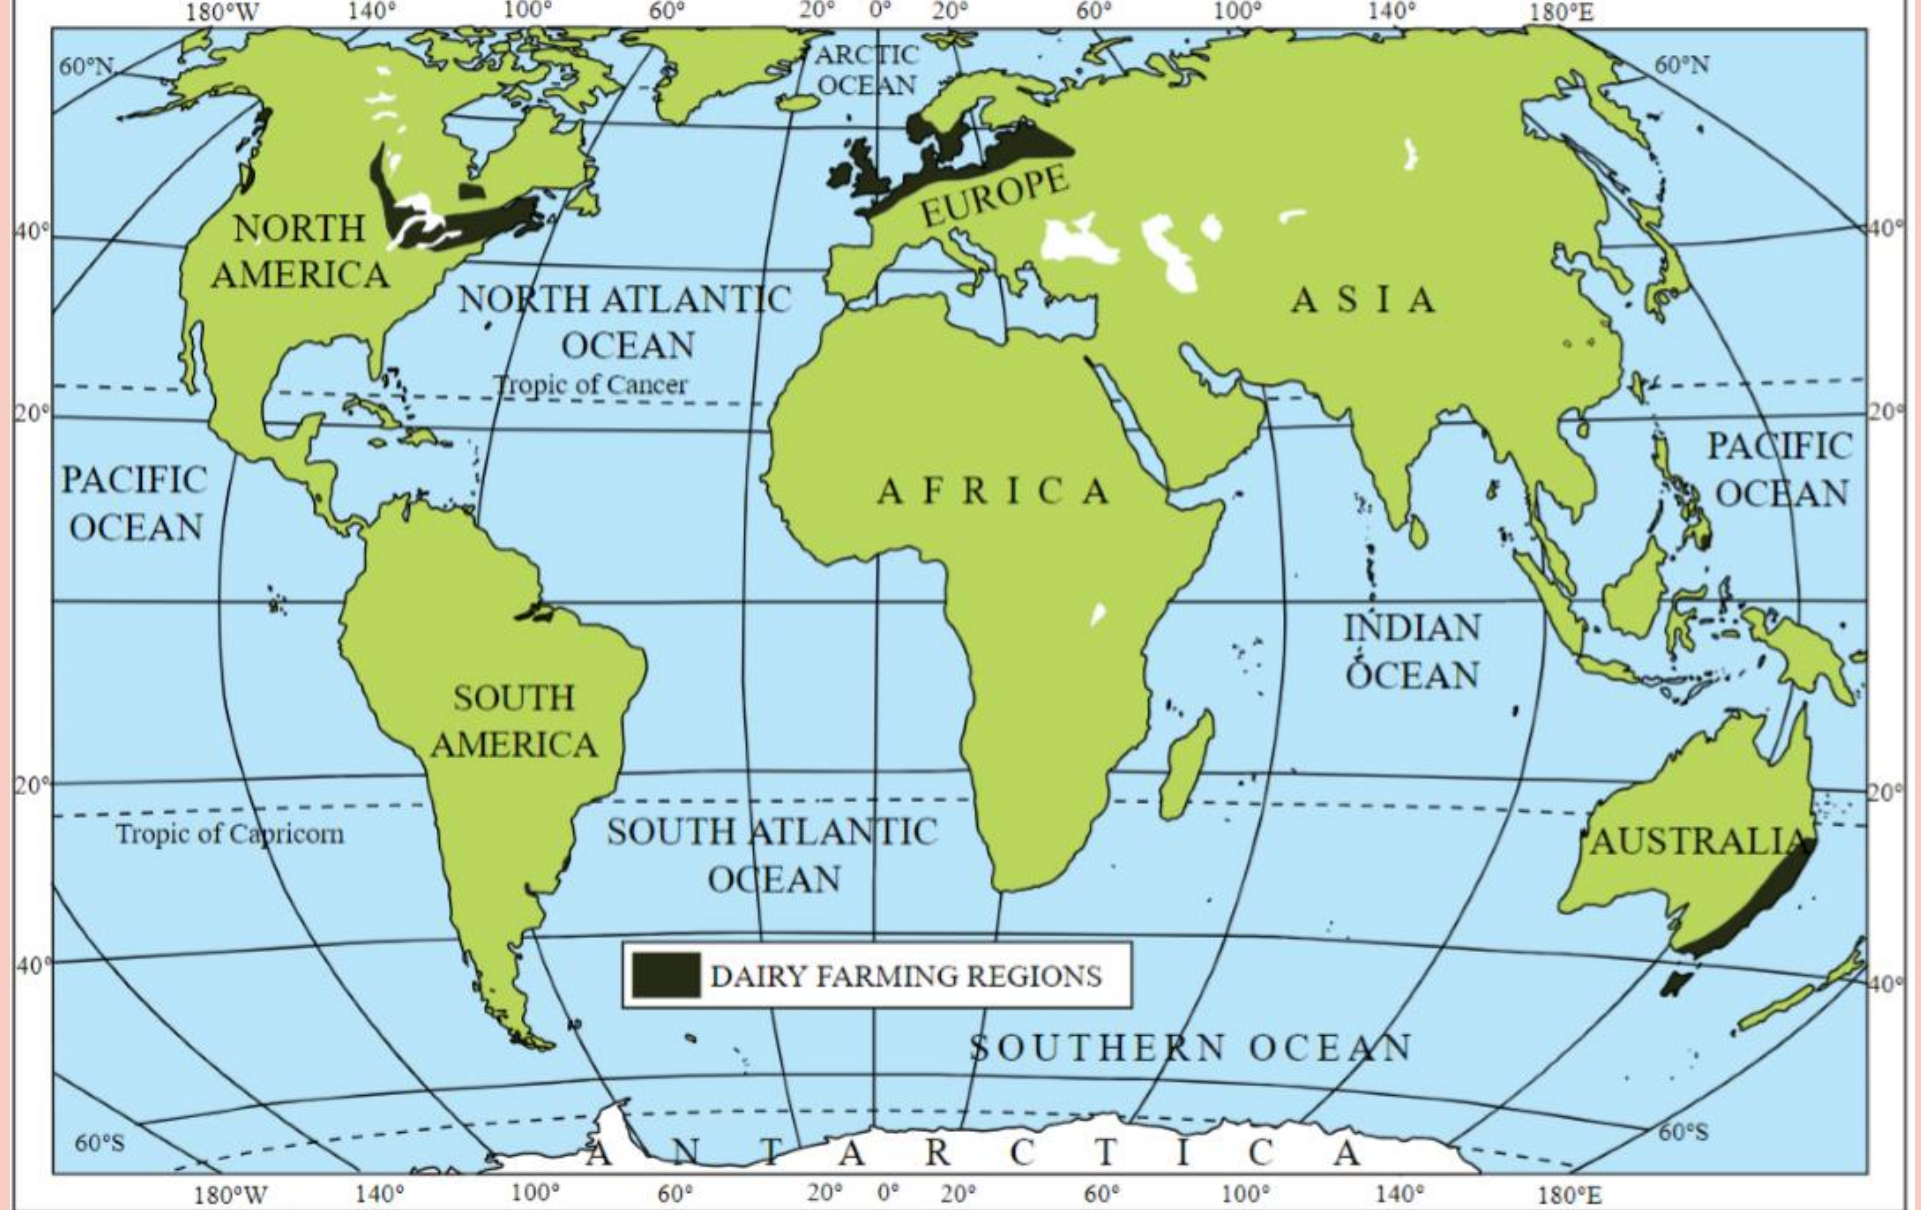 180°W 140° 100° 60° 20° 0° 20° 60° 100° 140° 180°E
ARCTIC
OCEAN
60°N
60°N
EUROPE
NORTH
AMERICA
40°
40°
NORTH ATLANTIC
OCEAN
A S I A
Tropic of Cancer
20°
20°
PACIFIC
OCEAN
A F R I C A
PACIFIC
OCEAN
INDIAN
OCEAN
SOUTH
AMERICA
20°
20°
Tropic of Capricorn
SOUTH ATLANTIC
OCEAN
AUSTRALIA
40°
40°
DAIRY FARMING REGIONS
SOUTHERN OCEAN
60°S
60°S
A N T A R C T I C A
180°W 140° 100° 60° 20° 0° 20° 60° 100° 140° 180°E